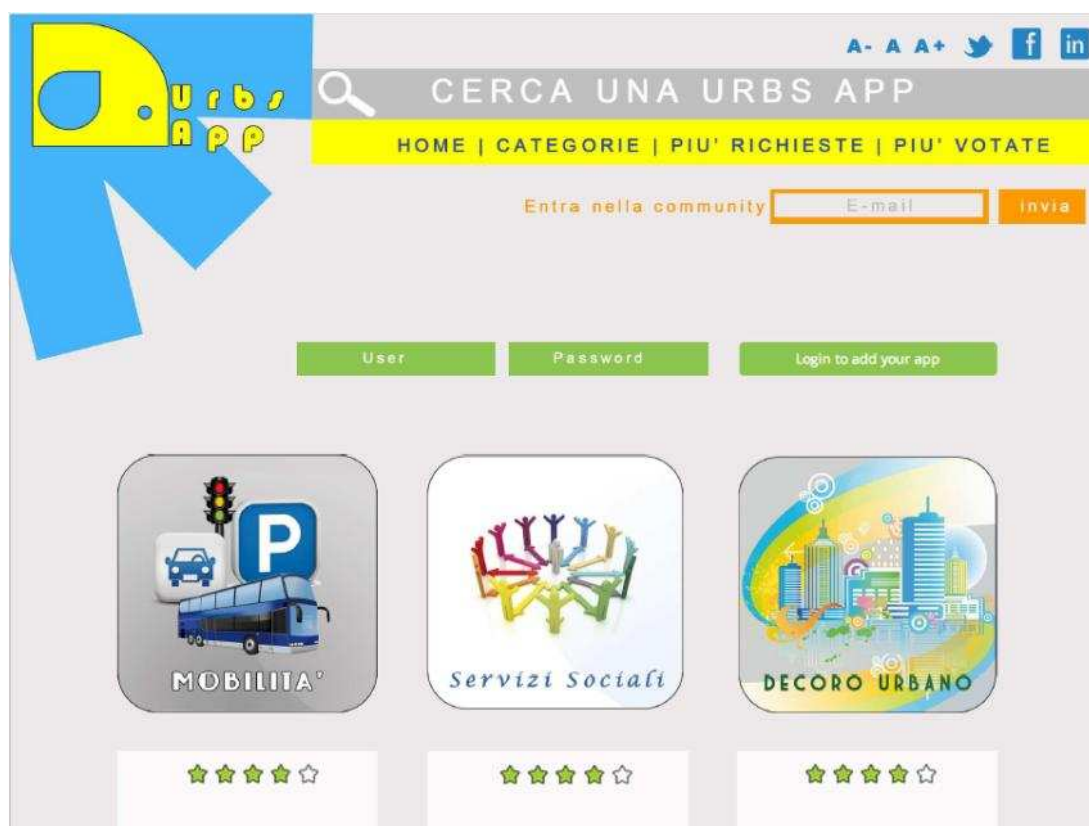 A- A A+ f in
Urbs
App
CERCA UNA URBS APP
HOME | CATEGORIE | PIU' RICHIESTE | PIU' VOTATE
Entra nella community E-mail invia
User Password Login to add your app
P
MOBILITA'
Servizi Sociali
DECORO URBANO